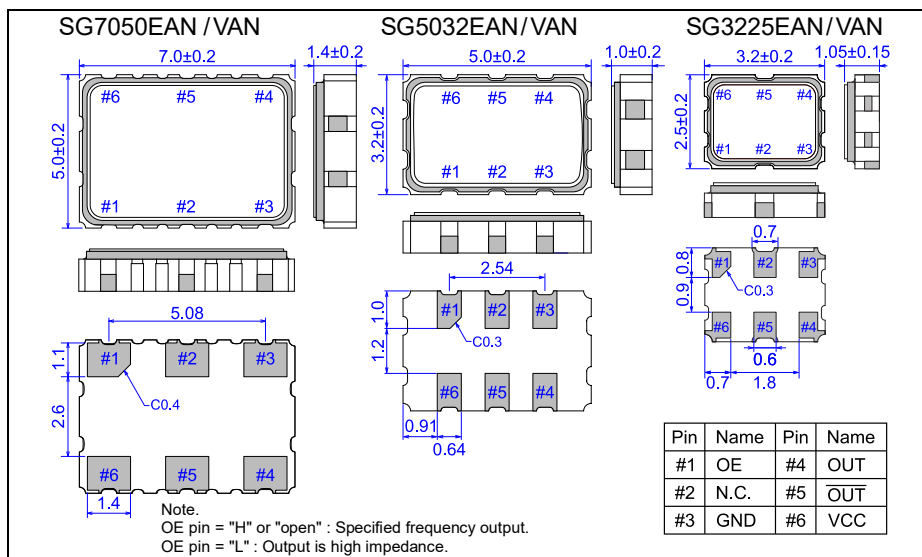 SG7050EAN /VAN
7.0±0.2
1.4±0.2
5.0±0.2
#6 #5 #4
#1 #2 #3
5.08
1.1
2.6
#1 #2 #3
C0.4
#6 #5 #4
1.4
SG5032EAN/VAN
5.0±0.2
1.0±0.2
3.2±0.2
#6 #5 #4
#1 #2 #3
2.54
1.0
1.2
#1 #2 #3
C0.3
#6 #5 #4
0.91
0.64
SG3225EAN/VAN
3.2±0.2
1.05±0.15
2.5±0.2
#6 #5 #4
#1 #2 #3
0.7
0.8
0.9
#1 #2 #3
C0.3
#6 #5 #4
0.6
0.7
1.8
Pin Name Pin Name
#1 OE #4 OUT
#2 N.C. #5 O̅U̅T̅
#3 GND #6 VCC
Note.
OE pin = "H" or "open" : Specified frequency output.
OE pin = "L" : Output is high impedance.